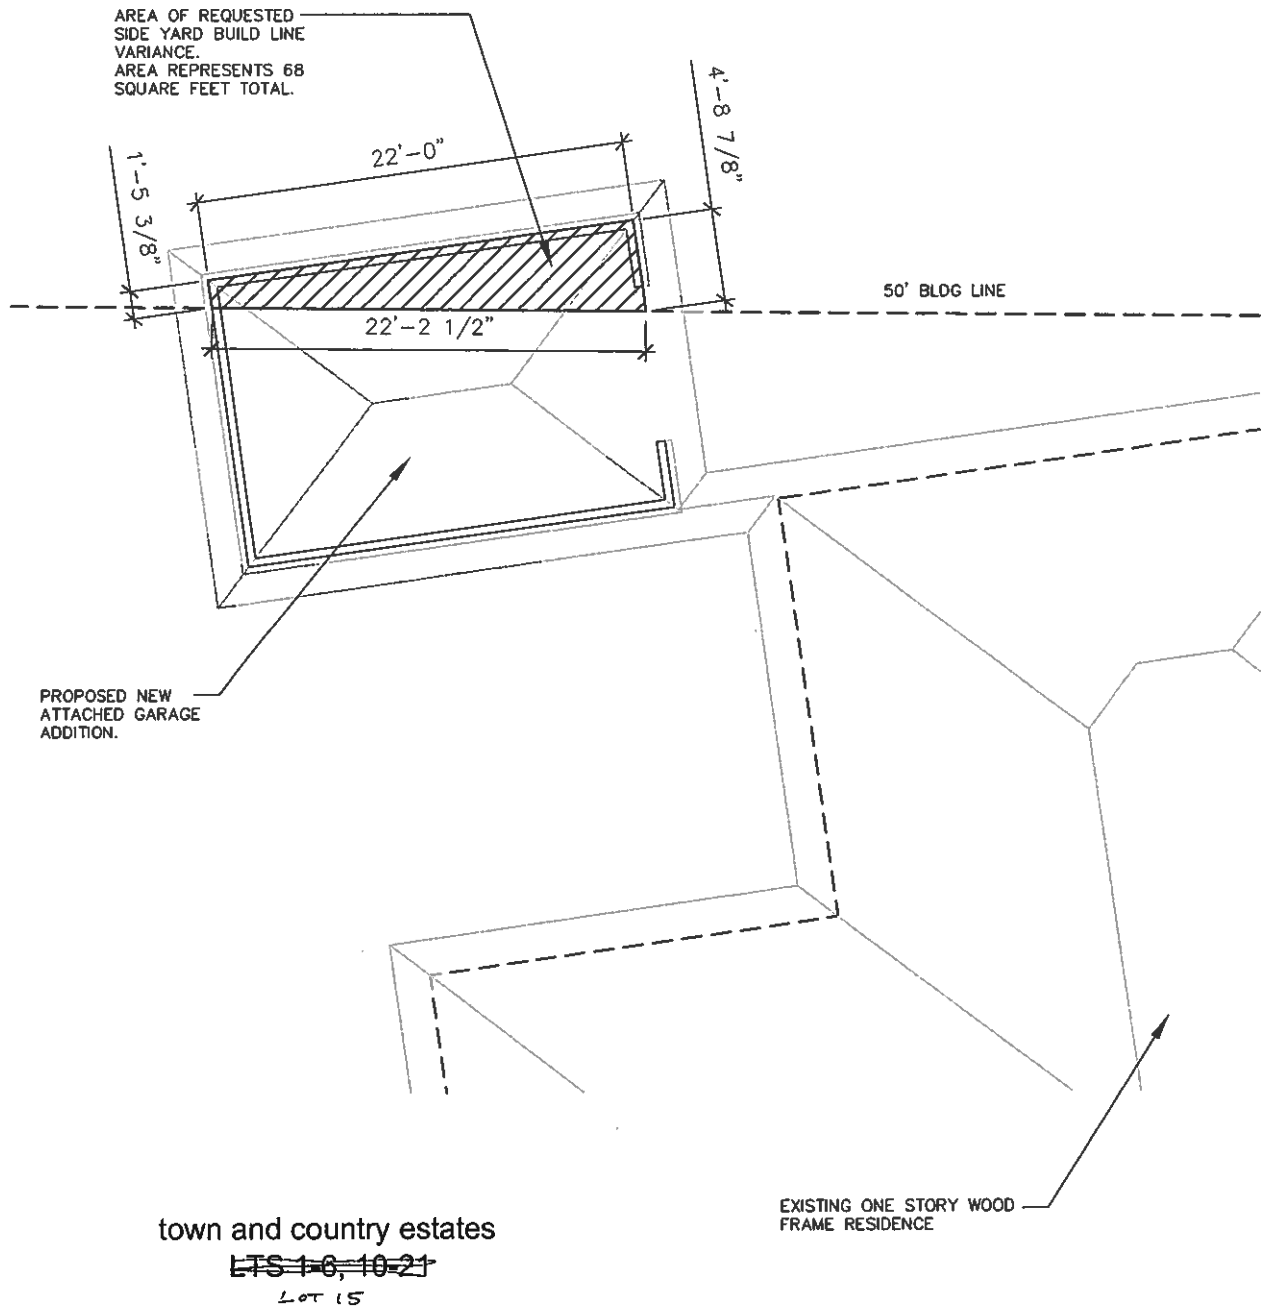 AREA OF REQUESTED
SIDE YARD BUILD LINE
VARIANCE.
AREA REPRESENTS 68
SQUARE FEET TOTAL.
4'-8 7/8"
22'-0"
1'-5 3/8"
50' BLDG LINE
22'-2 1/2"
PROPOSED NEW
ATTACHED GARAGE
ADDITION.
EXISTING ONE STORY WOOD
FRAME RESIDENCE
town and country estates
LTS 1-6, 10-21
LOT 15